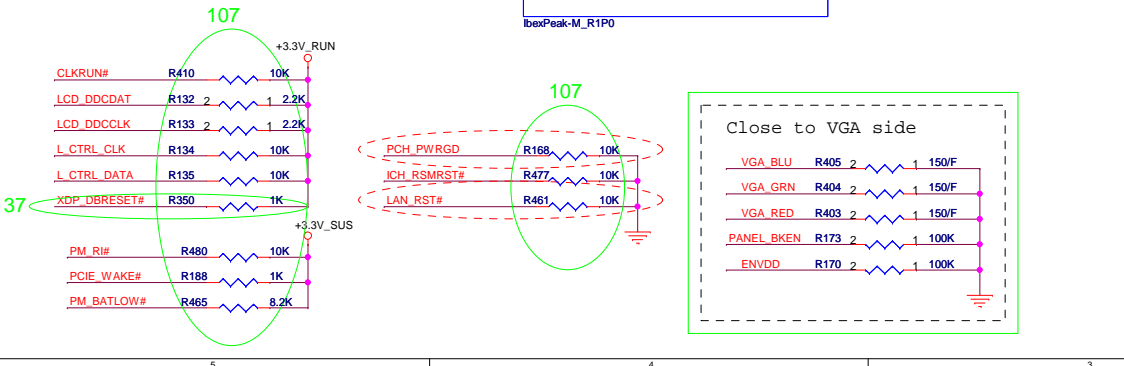 IbexPeak-M_R1P0
107
+3.3V_RUN
CLKRUN# R410 10K
LCD_DDCDAT R132 2 1 2.2K
LCD_DDCCLK R133 2 1 2.2K
L_CTRL_CLK R134 10K
L_CTRL_DATA R135 10K
37 XDP_DBRESET# R350 1K
+3.3V_SUS
PM_RI# R480 10K
PCIE_WAKE# R188 1K
PM_BATLOW# R465 8.2K
107
PCH_PWRGD R168 10K
ICH_RSMRST# R477 10K
LAN_RST# R461 10K
Close to VGA side
VGA_BLU R405 2 1 150/F
VGA_GRN R404 2 1 150/F
VGA_RED R403 2 1 150/F
PANEL_BKEN R173 2 1 100K
ENVDD R170 2 1 100K
5 4 3